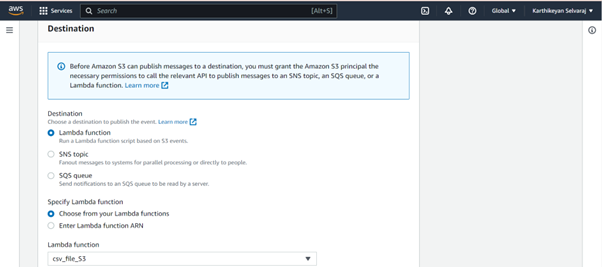 aws Services Search [Alt+S] Global Karthikeyan Selvaraj
Destination
Before Amazon S3 can publish messages to a destination, you must grant the Amazon S3 principal the
necessary permissions to call the relevant API to publish messages to an SNS topic, an SQS queue, or a
Lambda function. Learn more
Destination
Choose a destination to publish the event. Learn more
Lambda function
Run a Lambda function script based on S3 events.
SNS topic
Fanout messages to systems for parallel processing or directly to people.
SQS queue
Send notifications to an SQS queue to be read by a server.
Specify Lambda function
Choose from your Lambda functions
Enter Lambda function ARN
Lambda function
csv_file_S3